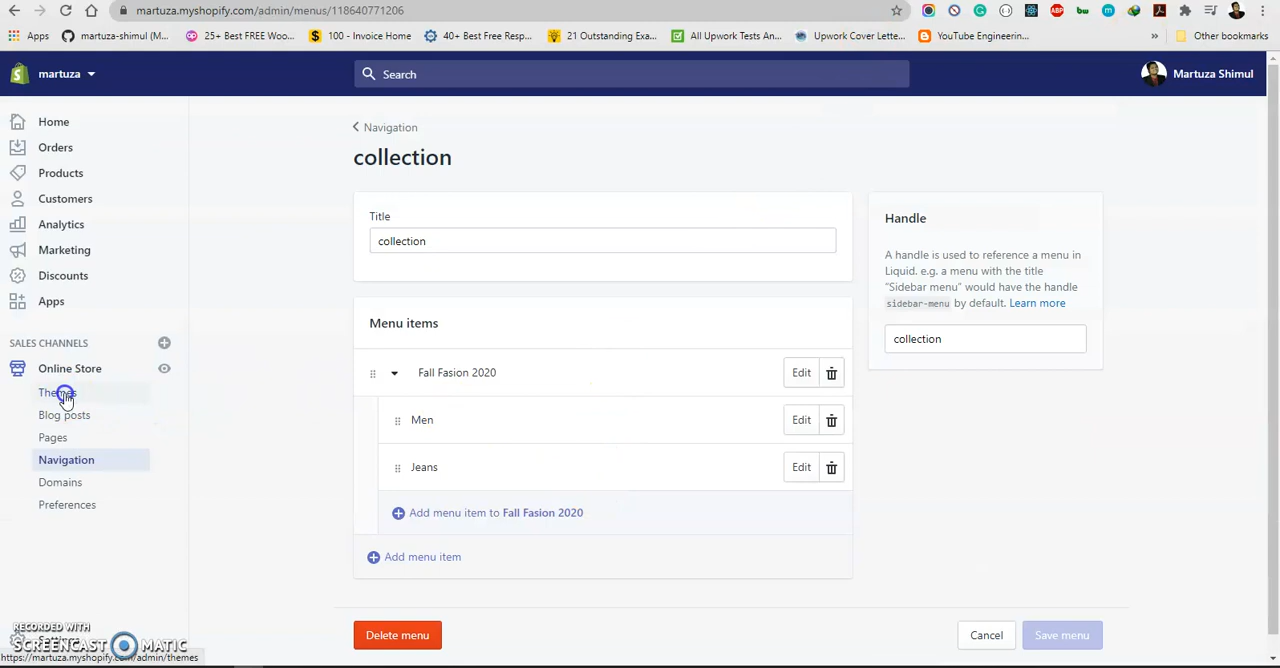 martuza.myshopify.com/admin/menus/118640771206
Apps
martuza-shimul (M...
25+ Best FREE Woo...
100 - Invoice Home
40+ Best Free Resp...
21 Outstanding Exa...
All Upwork Tests An...
Upwork Cover Lette...
YouTube Engineerin...
»
Other bookmarks
martuza
Search
Martuza Shimul
Home
Orders
Products
Customers
Analytics
Marketing
Discounts
Apps
SALES CHANNELS
Online Store
Themes
Blog posts
Pages
Navigation
Domains
Preferences
Navigation
collection
Title
collection
Menu items
Fall Fasion 2020
Edit
Men
Edit
Jeans
Edit
Add menu item to Fall Fasion 2020
Add menu item
Handle
A handle is used to reference a menu in
Liquid. e.g. a menu with the title
"Sidebar menu" would have the handle
sidebar-menu by default. Learn more
collection
Delete menu
Cancel
Save menu
RECORDED WITH
SCREENCAST MATIC
https://martuza.myshopify.com/admin/themes